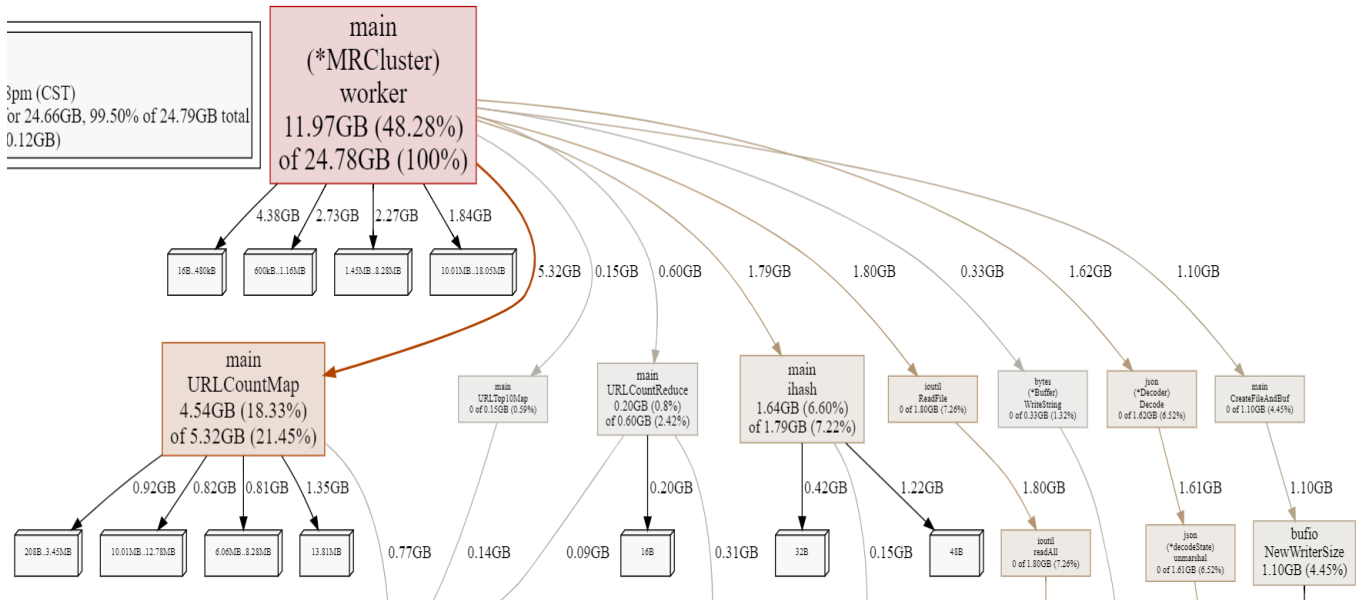 8pm (CST)
for 24.66GB, 99.50% of 24.79GB total
0.12GB)
main
(*MRCluster)
worker
11.97GB (48.28%)
of 24.78GB (100%)
4.38GB
2.73GB
2.27GB
1.84GB
16B..480kB
600kB..1.16MB
1.45MB..8.28MB
10.01MB..18.05MB
5.32GB
0.15GB
0.60GB
1.79GB
1.80GB
0.33GB
1.62GB
1.10GB
main
URLCountMap
4.54GB (18.33%)
of 5.32GB (21.45%)
main
URLTop10Map
0 of 0.15GB (0.59%)
main
URLCountReduce
0.20GB (0.8%)
of 0.60GB (2.42%)
main
ihash
1.64GB (6.60%)
of 1.79GB (7.22%)
ioutil
ReadFile
0 of 1.80GB (7.26%)
bytes
(*Buffer)
WriteString
0 of 0.33GB (1.32%)
json
(*Decoder)
Decode
0 of 1.62GB (6.52%)
main
CreateFileAndBuf
0 of 1.10GB (4.45%)
0.92GB
0.82GB
0.81GB
1.35GB
0.20GB
0.42GB
1.22GB
1.80GB
1.61GB
1.10GB
208B..3.45MB
10.01MB..12.78MB
6.06MB..8.28MB
13.81MB
0.77GB
0.14GB
0.09GB
16B
0.31GB
32B
0.15GB
48B
ioutil
readAll
0 of 1.80GB (7.26%)
json
(*decodeState)
unmarshal
0 of 1.61GB (6.52%)
bufio
NewWriterSize
1.10GB (4.45%)